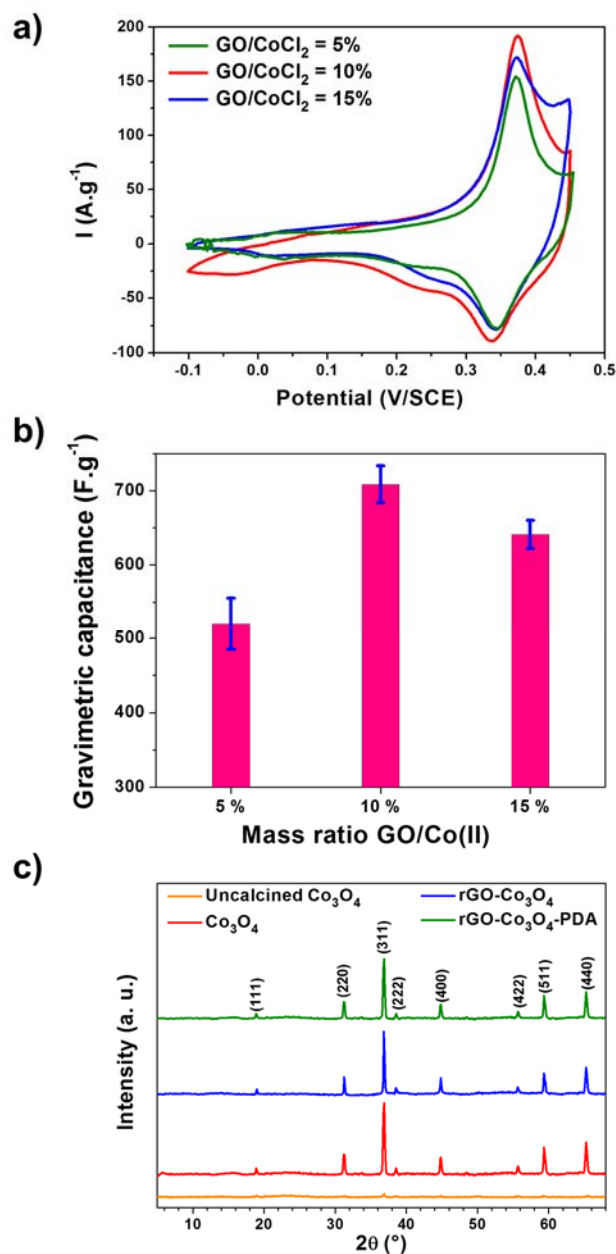 a)
GO/CoCl₂ = 5%
GO/CoCl₂ = 10%
GO/CoCl₂ = 15%
I (A.g⁻¹)
200
150
100
50
0
-50
-100
-0.1 0.0 0.1 0.2 0.3 0.4 0.5
Potential (V/SCE)
b)
Gravimetric capacitance (F.g⁻¹)
700
600
500
400
300
5 % 10 % 15 %
Mass ratio GO/Co(II)
c)
Uncalcined Co₃O₄
Co₃O₄
rGO-Co₃O₄
rGO-Co₃O₄-PDA
(111) (220) (311) (222) (400) (422) (511) (440)
Intensity (a. u.)
10 20 30 40 50 60
2θ (°)